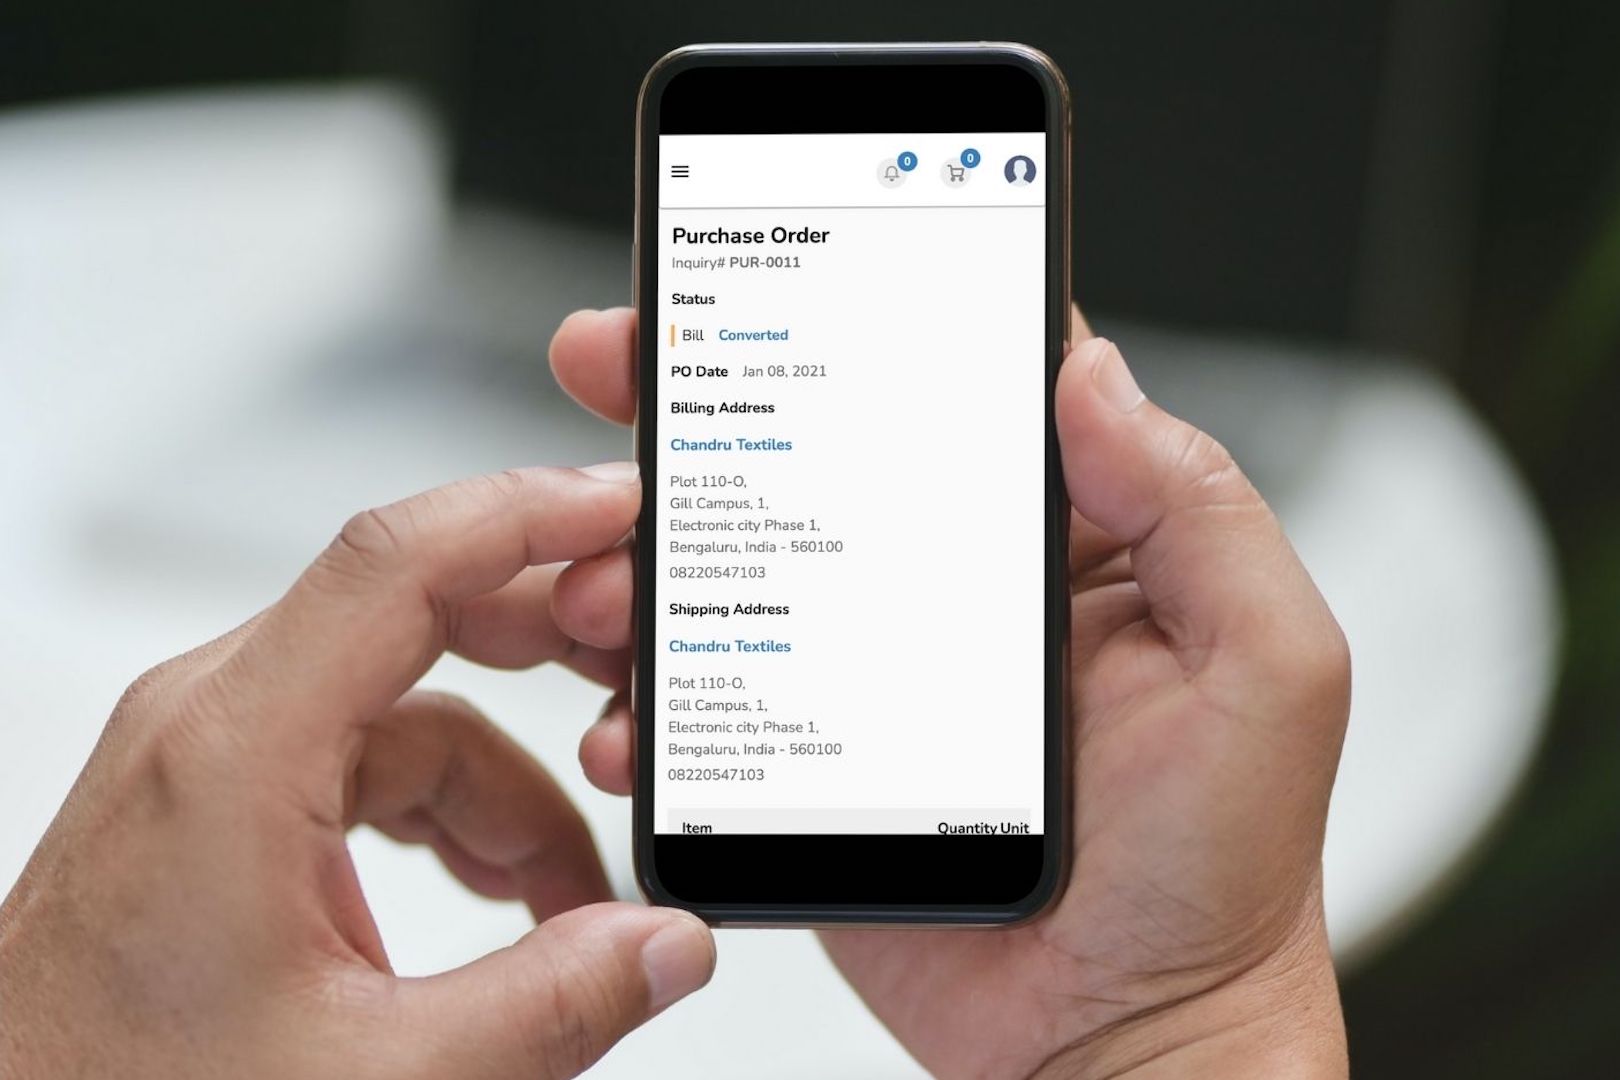 0
0
Purchase Order
Inquiry# PUR-0011
Status
Bill Converted
PO Date Jan 08, 2021
Billing Address
Chandru Textiles
Plot 110-O,
Gill Campus, 1,
Electronic city Phase 1,
Bengaluru, India - 560100
08220547103
Shipping Address
Chandru Textiles
Plot 110-O,
Gill Campus, 1,
Electronic city Phase 1,
Bengaluru, India - 560100
08220547103
Item Quantity Unit